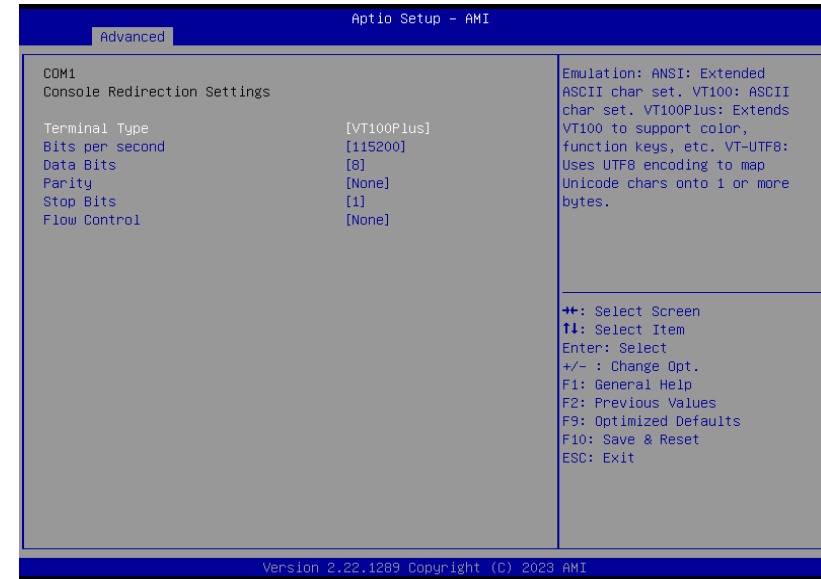 Aptio Setup – AMI
Advanced
COM1
Console Redirection Settings
Terminal Type [VT100Plus]
Bits per second [115200]
Data Bits [8]
Parity [None]
Stop Bits [1]
Flow Control [None]
Emulation: ANSI: Extended
ASCII char set. VT100: ASCII
char set. VT100Plus: Extends
VT100 to support color,
function keys, etc. VT-UTF8:
Uses UTF8 encoding to map
Unicode chars onto 1 or more
bytes.
→←: Select Screen
↑↓: Select Item
Enter: Select
+/- : Change Opt.
F1: General Help
F2: Previous Values
F9: Optimized Defaults
F10: Save & Reset
ESC: Exit
Version 2.22.1289 Copyright (C) 2023 AMI